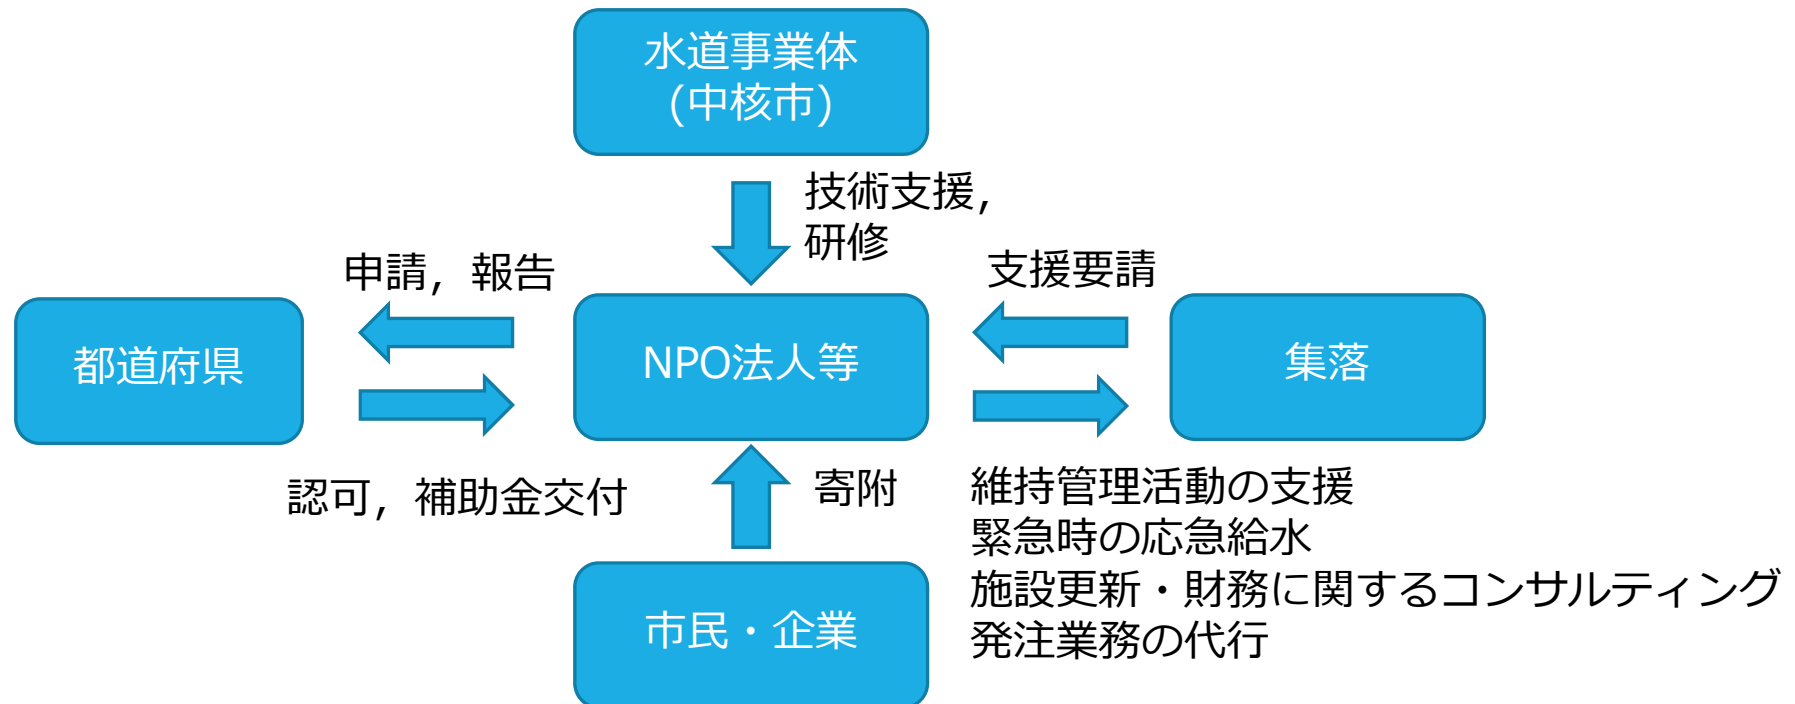 水道事業体
(中核市)
技術支援,
研修
申請, 報告
支援要請
都道府県
NPO法人等
集落
認可, 補助金交付
寄附
維持管理活動の支援
緊急時の応急給水
施設更新・財務に関するコンサルティング
発注業務の代行
市民・企業